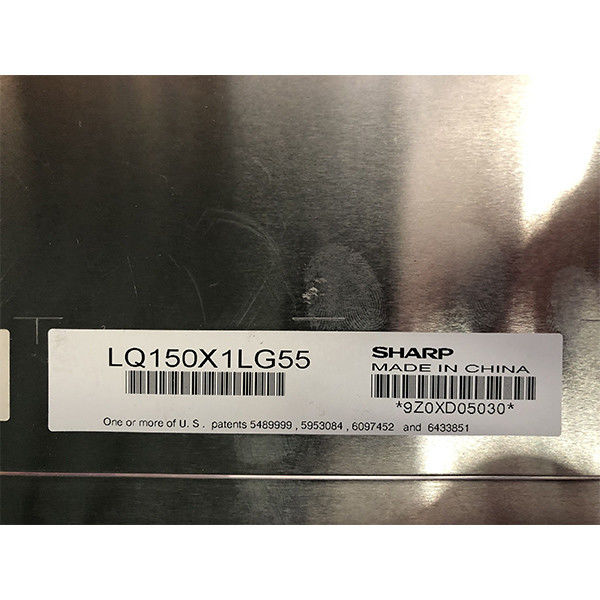 LQ150X1LG55
SHARP
MADE IN CHINA
*9Z0XD05030*
One or more of U. S. patents 5489999 , 5953084 , 6097452 and 6433851